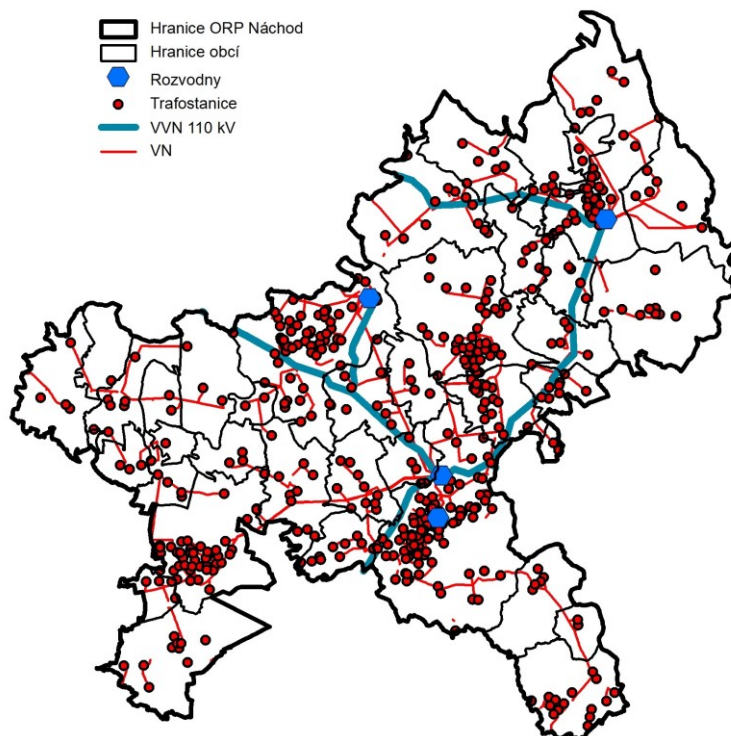 Hranice ORP Náchod
Hranice obcí
Rozvodny
Trafostanice
VVN 110 kV
VN